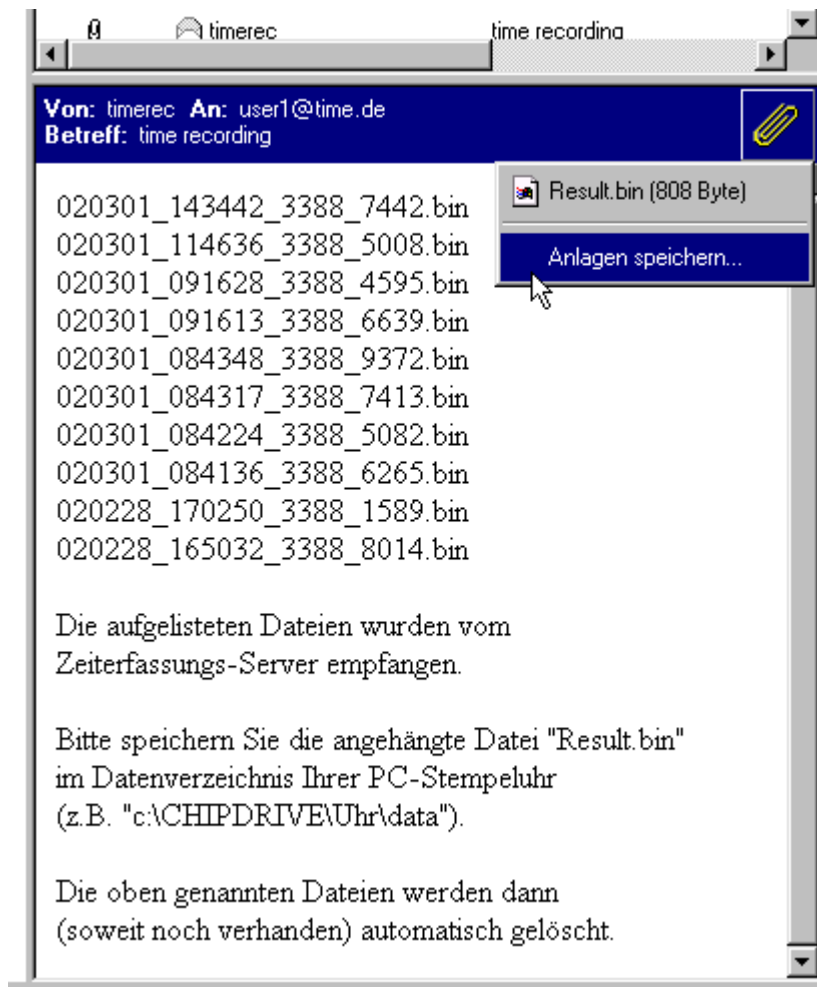 timerec time recording
Von: timerec An: user1@time.de
Betreff: time recording
Result.bin (808 Byte)
Anlagen speichern...
020301_143442_3388_7442.bin
020301_114636_3388_5008.bin
020301_091628_3388_4595.bin
020301_091613_3388_6639.bin
020301_084348_3388_9372.bin
020301_084317_3388_7413.bin
020301_084224_3388_5082.bin
020301_084136_3388_6265.bin
020228_170250_3388_1589.bin
020228_165032_3388_8014.bin
Die aufgelisteten Dateien wurden vom
Zeiterfassungs-Server empfangen.
Bitte speichern Sie die angehängte Datei "Result.bin"
im Datenverzeichnis Ihrer PC-Stempeluhr
(z.B. "c:\CHIPDRIVE\Uhr\data").
Die oben genannten Dateien werden dann
(soweit noch verhanden) automatisch gelöscht.